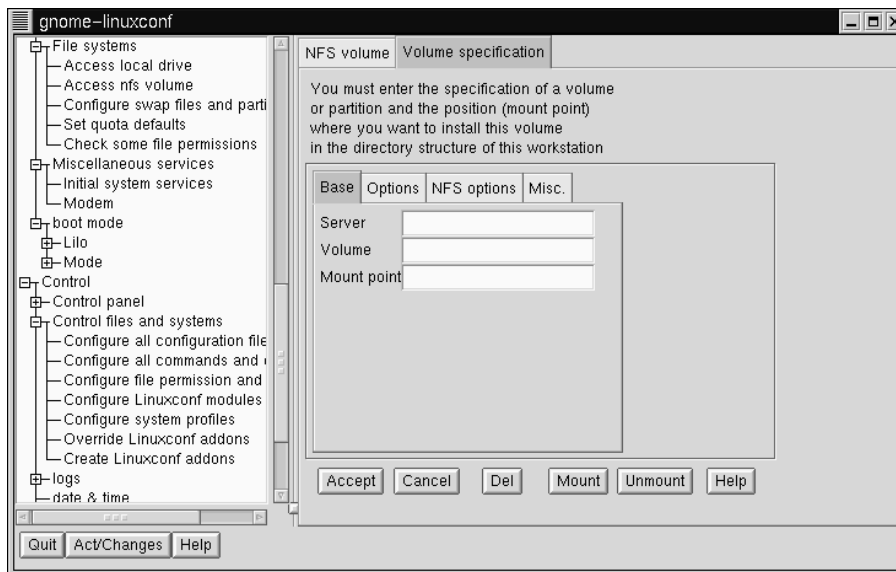 gnome-linuxconf
File systems
Access local drive
Access nfs volume
Configure swap files and parti
Set quota defaults
Check some file permissions
Miscellaneous services
Initial system services
Modem
boot mode
Lilo
Mode
Control
Control panel
Control files and systems
Configure all configuration file
Configure all commands and
Configure file permission and
Configure Linuxconf modules
Configure system profiles
Override Linuxconf addons
Create Linuxconf addons
logs
date & time
NFS volume Volume specification
You must enter the specification of a volume
or partition and the position (mount point)
where you want to install this volume
in the directory structure of this workstation
Base Options NFS options Misc.
Server
Volume
Mount point
Accept Cancel Del Mount Unmount Help
Quit Act/Changes Help